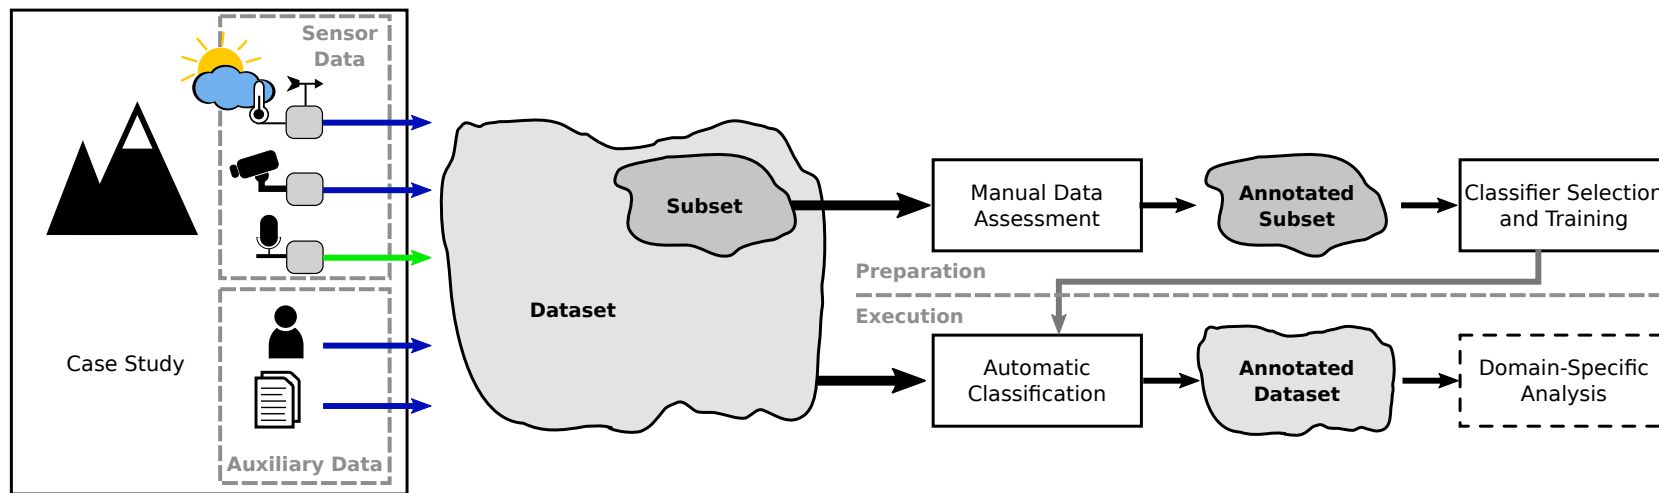 Sensor
Data
Case Study
Auxiliary Data
Dataset
Subset
Manual Data
Assessment
Annotated
Subset
Classifier Selection
and Training
Preparation
Execution
Automatic
Classification
Annotated
Dataset
Domain-Specific
Analysis